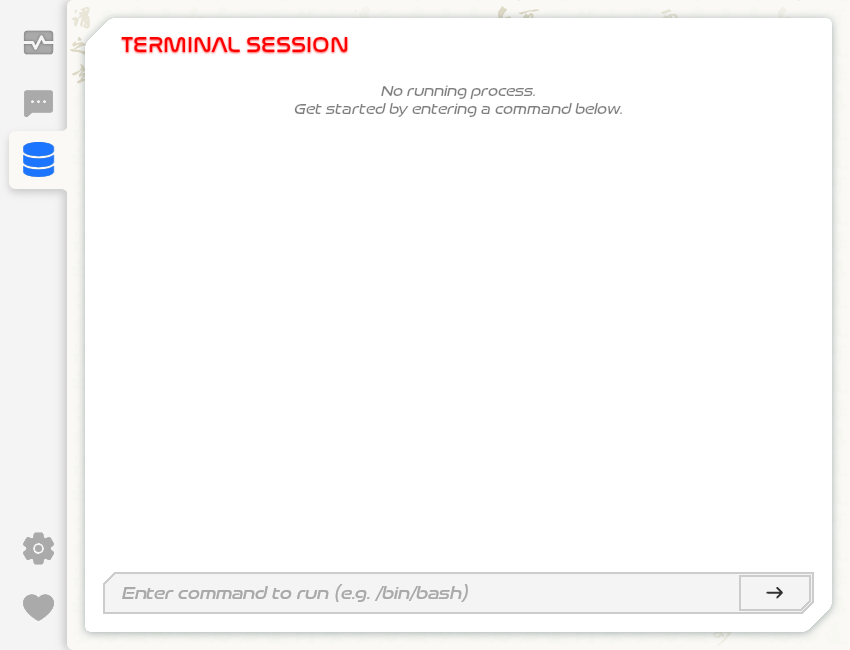 TERMINAL SESSION
No running process.
Get started by entering a command below.
Enter command to run (e.g. /bin/bash)